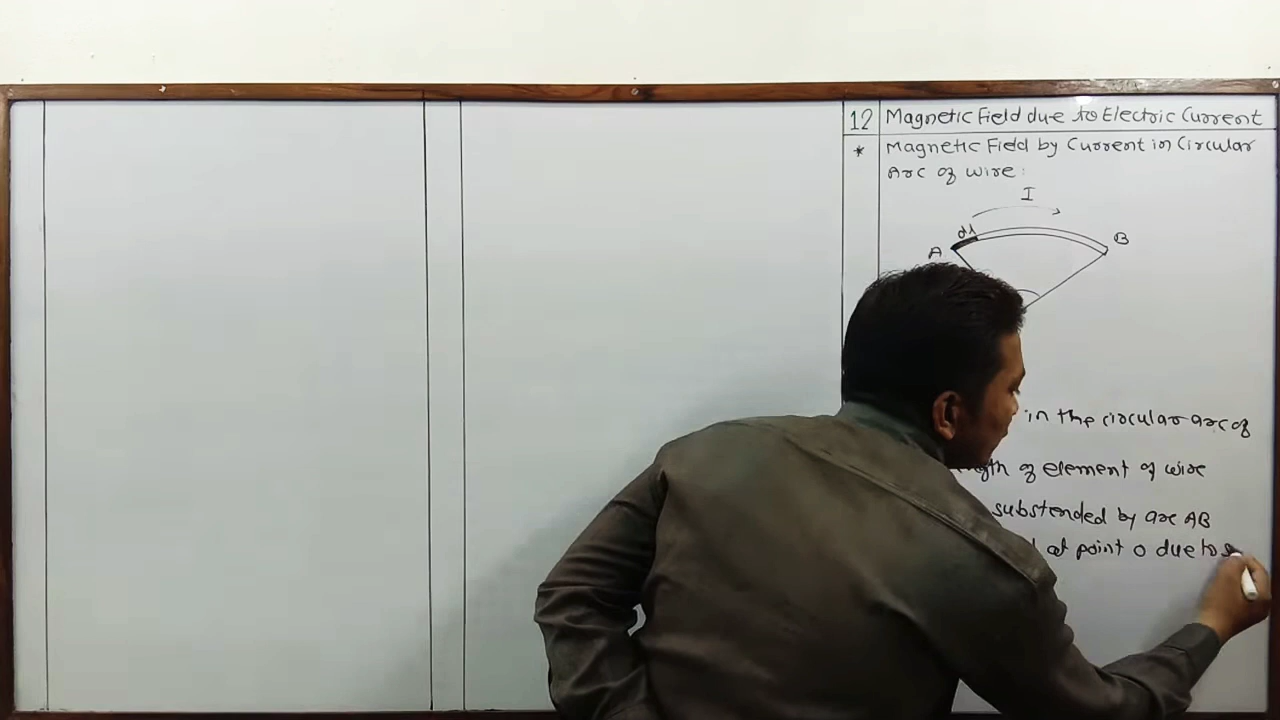 12 Magnetic Field due to Electric Current
* Magnetic Field by Current in Circular
Arc of wire:
I
dl
A
B
in the circular arc of
of element of wire
substended by arc AB
at point o due to